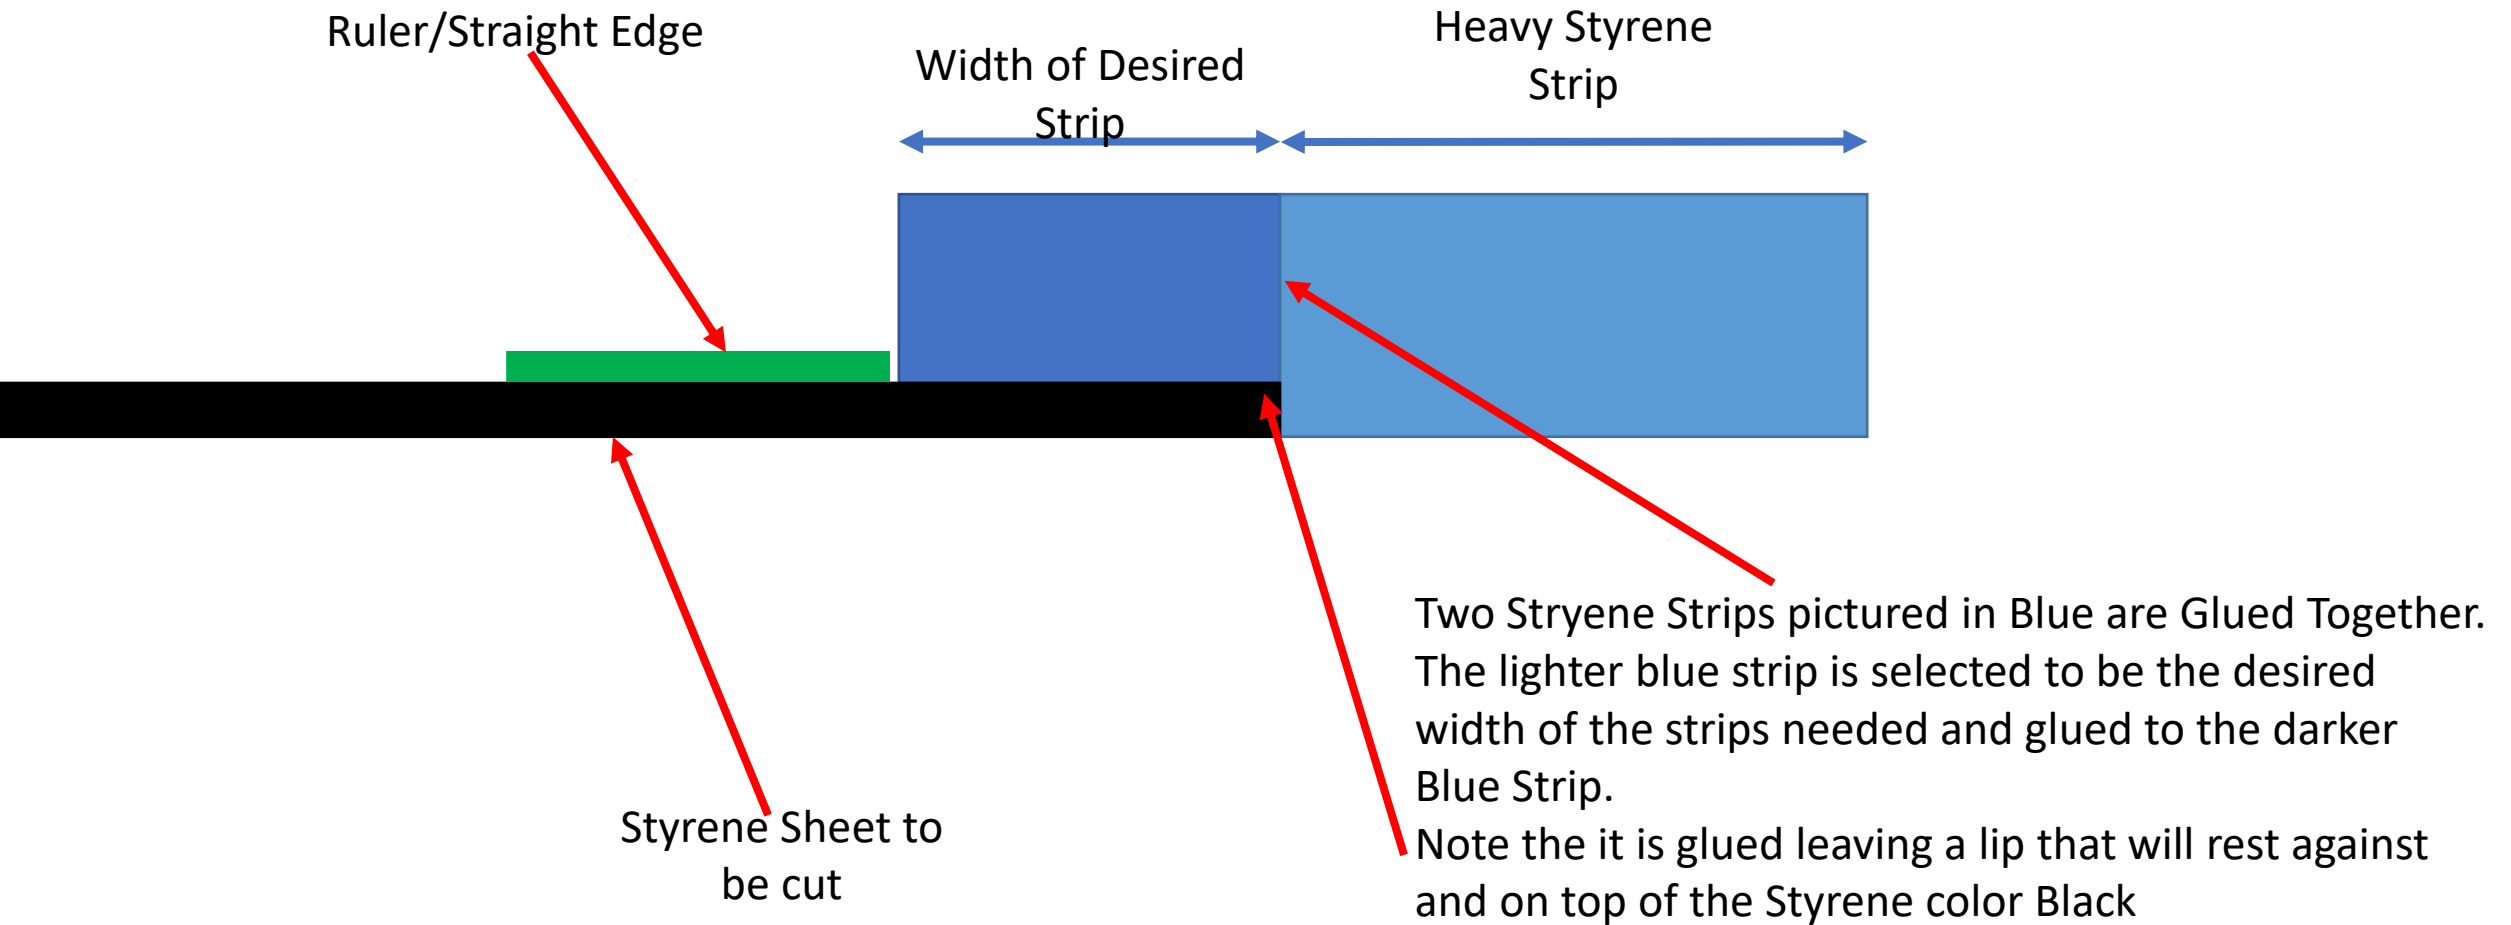 Ruler/Straight Edge
Width of Desired
Strip
Heavy Styrene
Strip
Two Stryene Strips pictured in Blue are Glued Together.
The lighter blue strip is selected to be the desired
width of the strips needed and glued to the darker
Blue Strip.
Note the it is glued leaving a lip that will rest against
and on top of the Styrene color Black
Styrene Sheet to
be cut